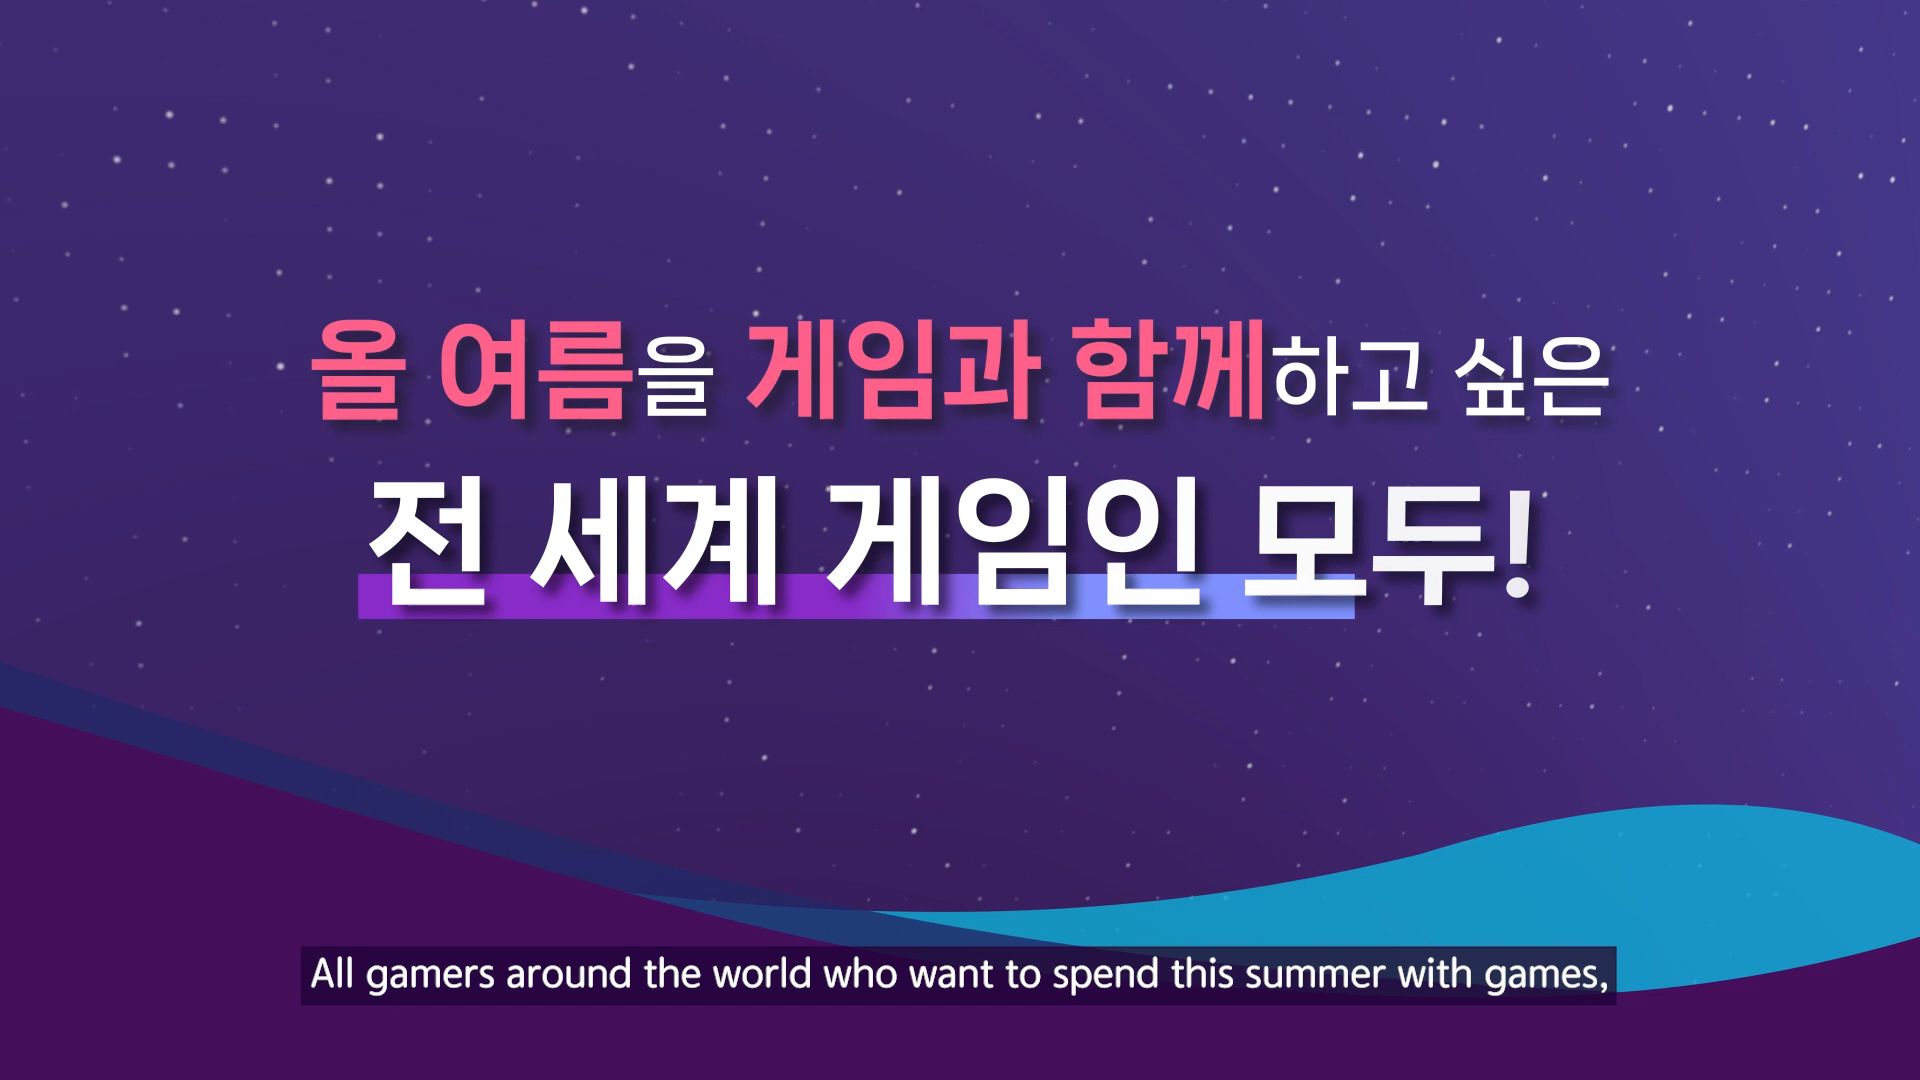 올 여름을 게임과 함께하고 싶은
전 세계 게임인 모두!
All gamers around the world who want to spend this summer with games,